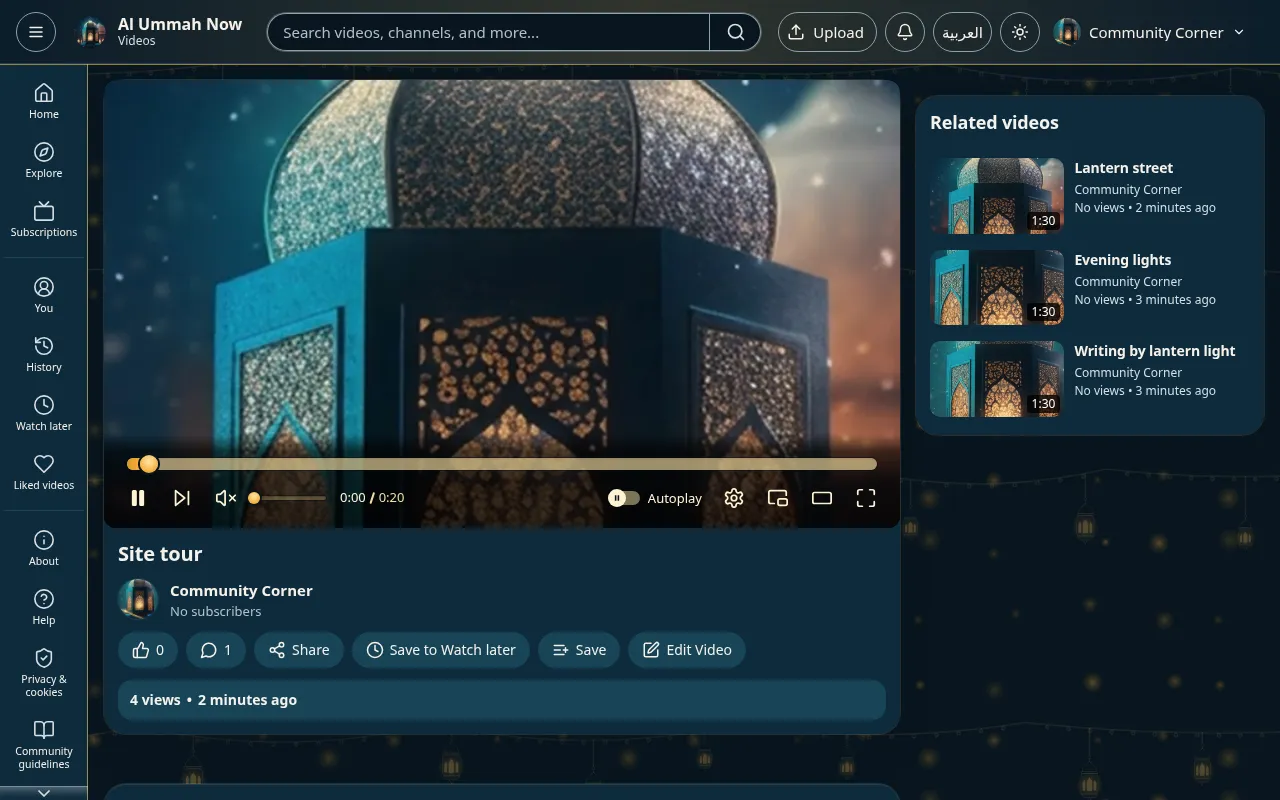 Al Ummah Now
Videos
Search videos, channels, and more...
Upload
العربية
Community Corner
Home
Explore
Subscriptions
You
History
Watch later
Liked videos
About
Help
Privacy &
cookies
Community
guidelines
0:00 / 0:20
Autoplay
Site tour
Community Corner
No subscribers
0
1
Share
Save to Watch later
Save
Edit Video
4 views • 2 minutes ago
Related videos
Lantern street
Community Corner
No views • 2 minutes ago
1:30
Evening lights
Community Corner
No views • 3 minutes ago
1:30
Writing by lantern light
Community Corner
No views • 3 minutes ago
1:30